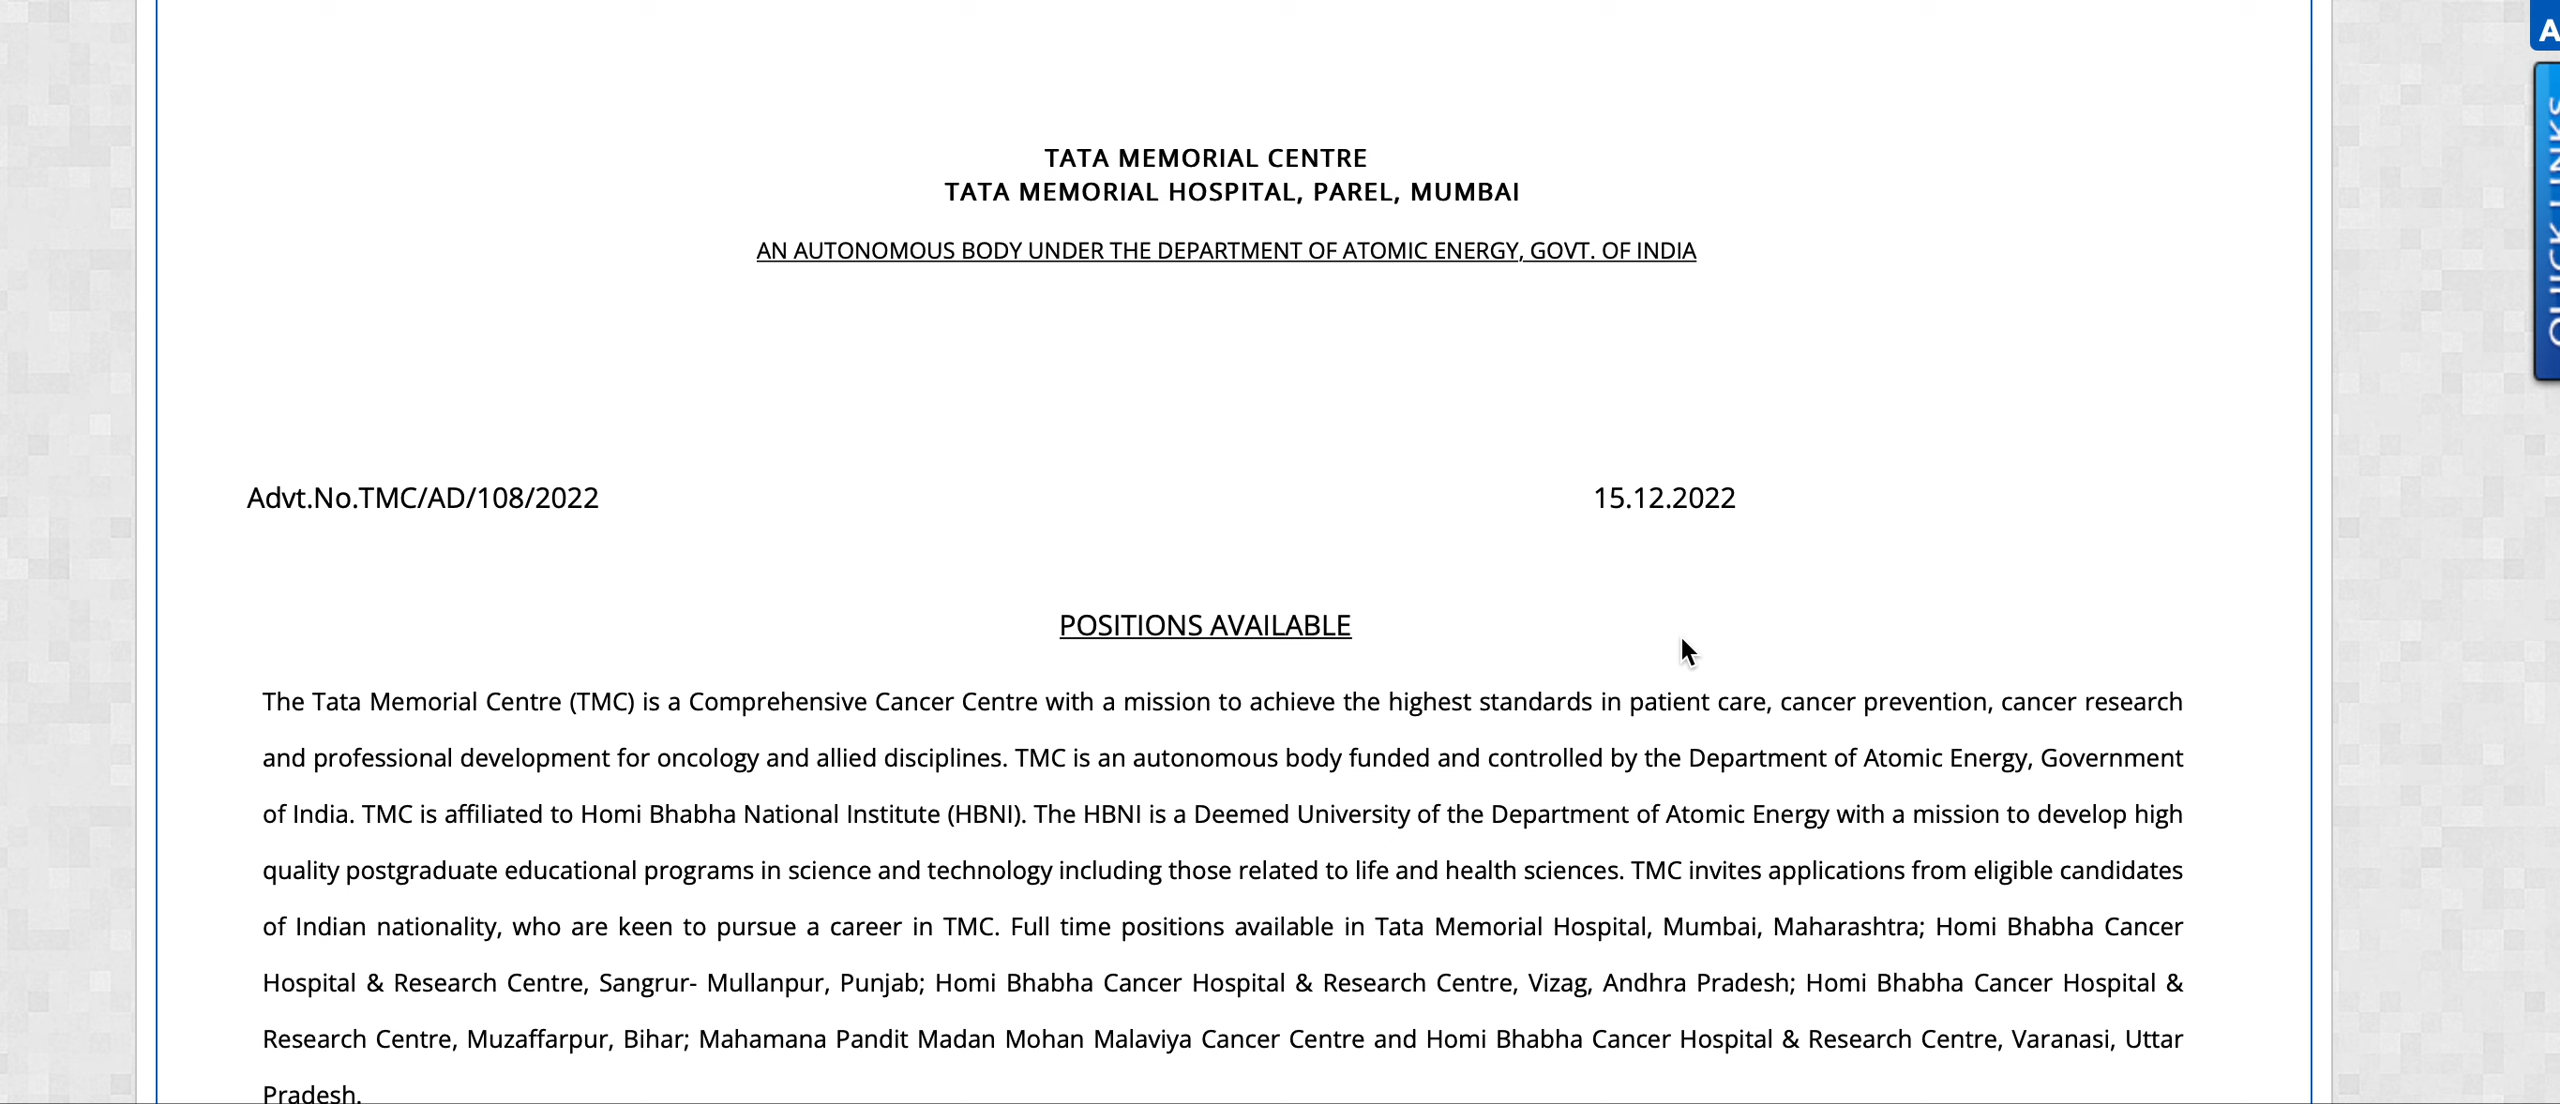 TATA MEMORIAL CENTRE
TATA MEMORIAL HOSPITAL, PAREL, MUMBAI
AN AUTONOMOUS BODY UNDER THE DEPARTMENT OF ATOMIC ENERGY, GOVT. OF INDIA
Advt.No.TMC/AD/108/2022 15.12.2022
POSITIONS AVAILABLE
The Tata Memorial Centre (TMC) is a Comprehensive Cancer Centre with a mission to achieve the highest standards in patient care, cancer prevention, cancer research
and professional development for oncology and allied disciplines. TMC is an autonomous body funded and controlled by the Department of Atomic Energy, Government
of India. TMC is affiliated to Homi Bhabha National Institute (HBNI). The HBNI is a Deemed University of the Department of Atomic Energy with a mission to develop high
quality postgraduate educational programs in science and technology including those related to life and health sciences. TMC invites applications from eligible candidates
of Indian nationality, who are keen to pursue a career in TMC. Full time positions available in Tata Memorial Hospital, Mumbai, Maharashtra; Homi Bhabha Cancer
Hospital & Research Centre, Sangrur- Mullanpur, Punjab; Homi Bhabha Cancer Hospital & Research Centre, Vizag, Andhra Pradesh; Homi Bhabha Cancer Hospital &
Research Centre, Muzaffarpur, Bihar; Mahamana Pandit Madan Mohan Malaviya Cancer Centre and Homi Bhabha Cancer Hospital & Research Centre, Varanasi, Uttar
Pradesh.
A
QUICK LINKS